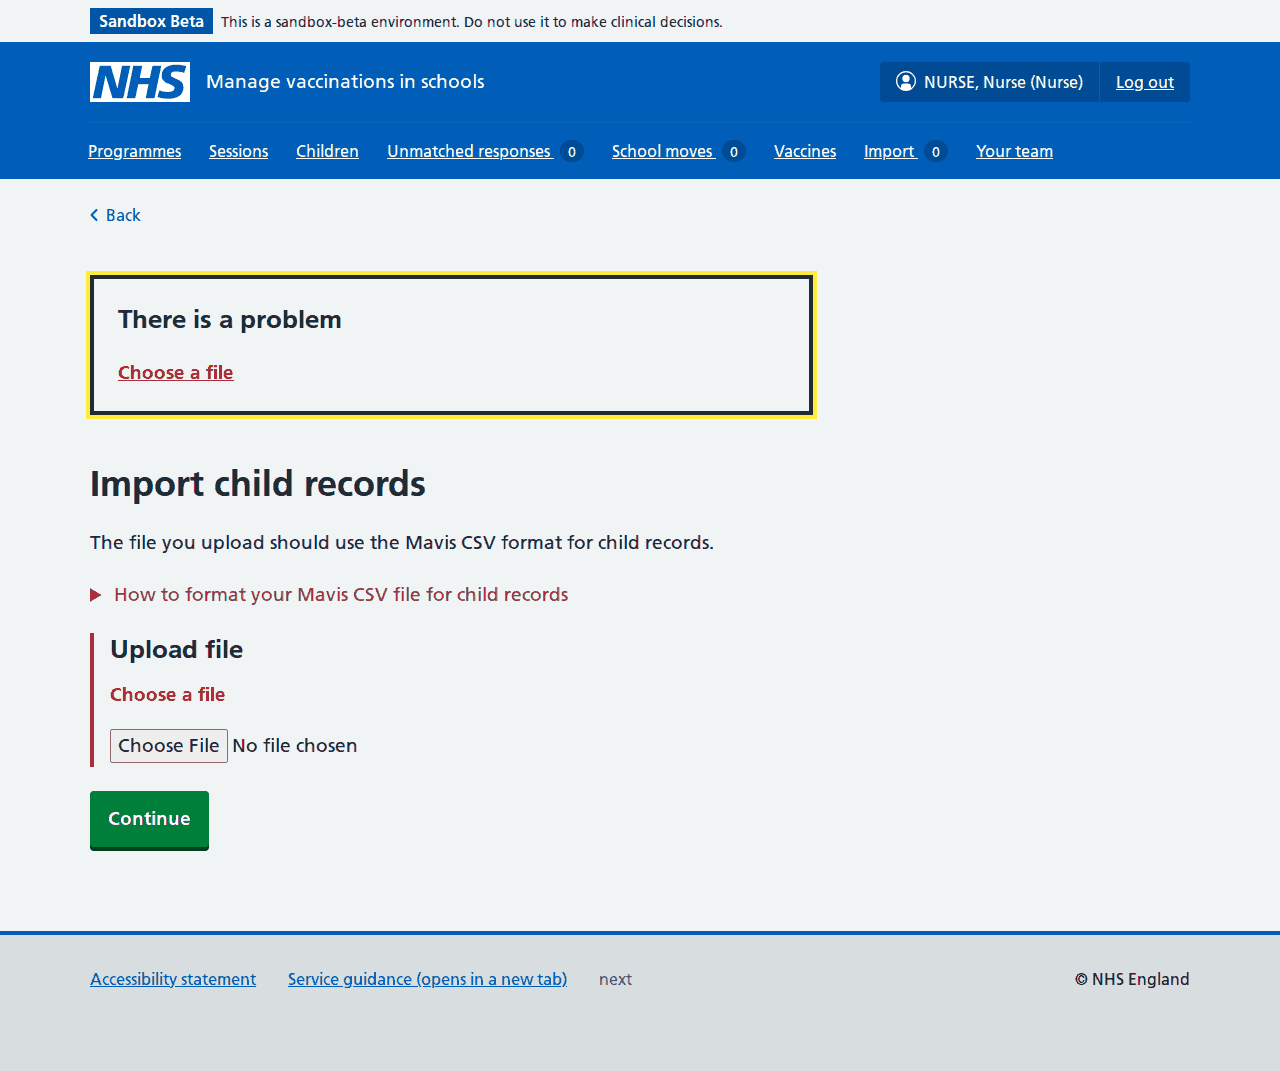 Sandbox Beta This is a sandbox-beta environment. Do not use it to make clinical decisions.
NHS Manage vaccinations in schools NURSE, Nurse (Nurse) Log out
Programmes Sessions Children Unmatched responses 0 School moves 0 Vaccines Import 0 Your team
Back
There is a problem
Choose a file
Import child records
The file you upload should use the Mavis CSV format for child records.
How to format your Mavis CSV file for child records
Upload file
Choose a file
Choose File No file chosen
Continue
Accessibility statement Service guidance (opens in a new tab) next © NHS England